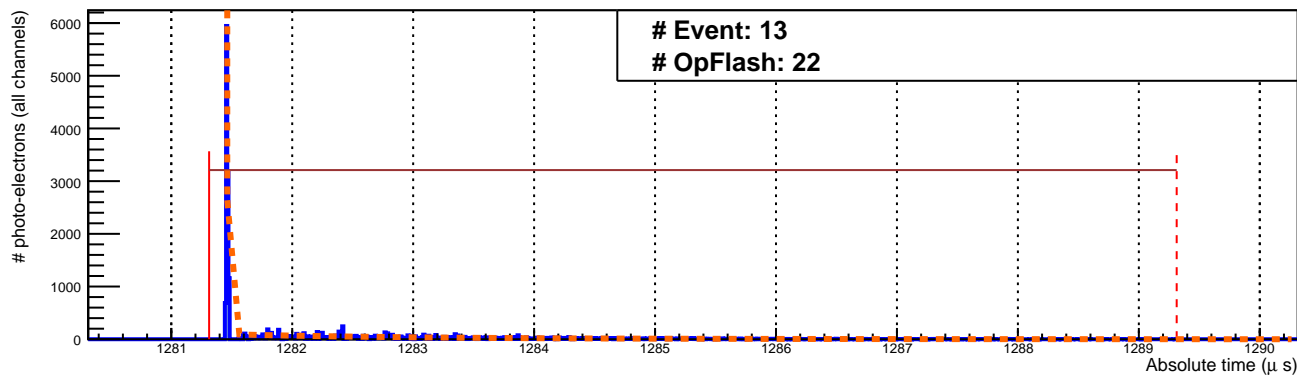 # Event: 13
# OpFlash: 22
# photo-electrons (all channels)
6000
5000
4000
3000
2000
1000
0
1281 1282 1283 1284 1285 1286 1287 1288 1289 1290
Absolute time (μ s)